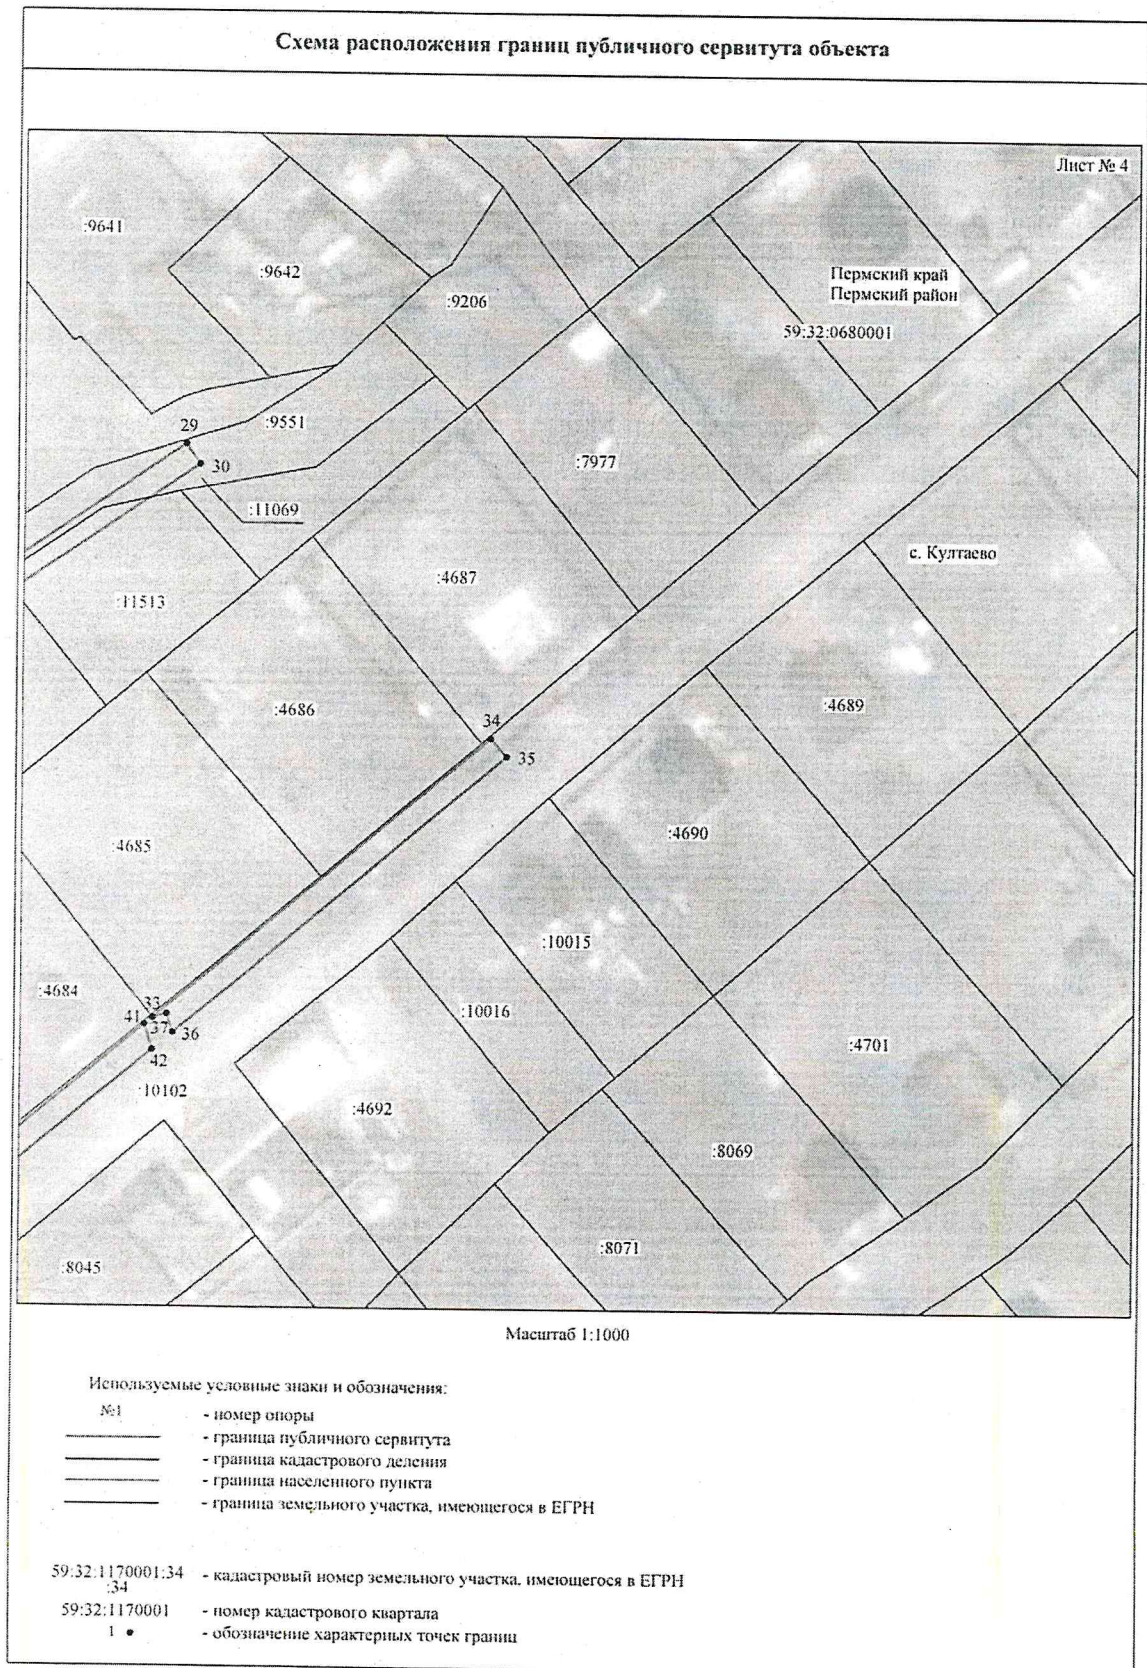 Схема расположения границ публичного сервитута объекта
Лист № 4
:9641
:9642
:9206
Пермский край
Пермский район
59:32:0680001
29
:9551
30
:7977
:11069
с. Култаево
:4687
:11513
:4686
34
:4689
35
:4690
:4685
:10015
:4684
33
41
37
36
:10016
42
:4701
:10102
:4692
:8069
:8071
:8045
Масштаб 1:1000
Используемые условные знаки и обозначения:
№1 - номер опоры
- граница публичного сервитута
- граница кадастрового деления
- граница населенного пункта
- граница земельного участка, имеющегося в ЕГРН
59:32:1170001:34
:34 - кадастровый номер земельного участка, имеющегося в ЕГРН
59:32:1170001 - номер кадастрового квартала
1 - обозначение характерных точек границ